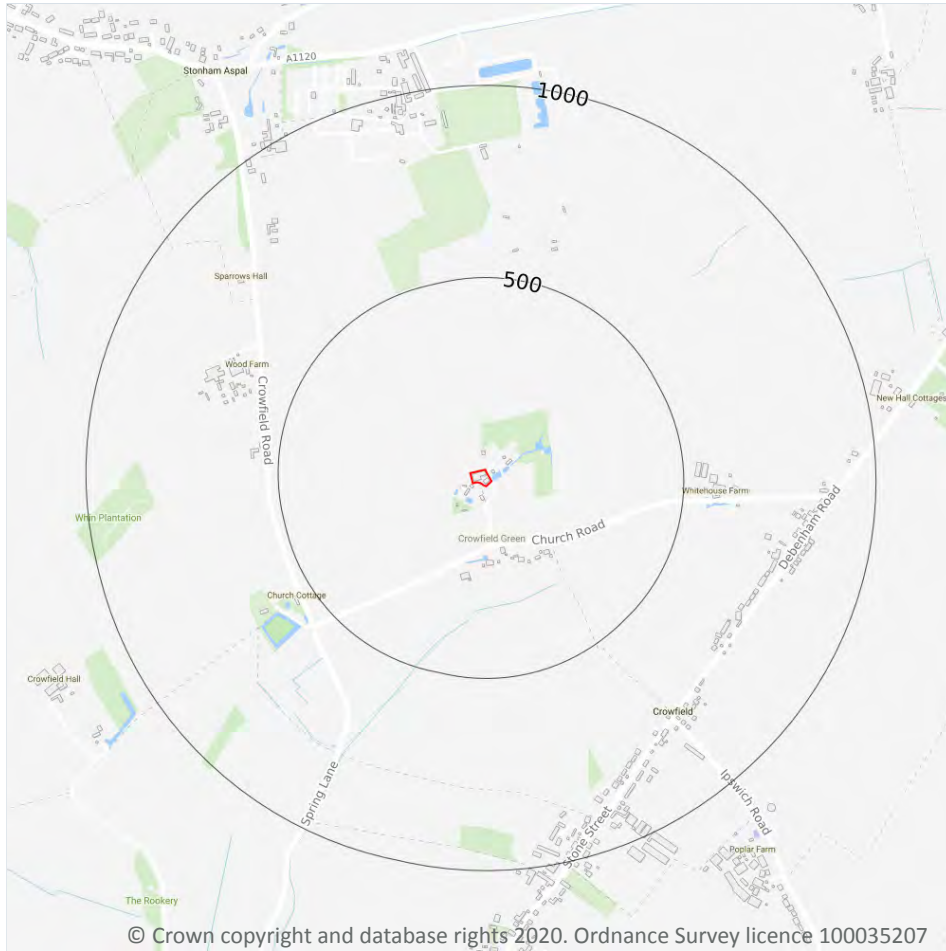 A1120
Stonham Aspal
1000
Sparrows Hall
500
Wood Farm
Crowfield Road
New Hall Cottages
Whitehouse Farm
Whin Plantation
Crowfield Green
Church Road
Debenham Road
Church Cottage
Crowfield Hall
Crowfield
Spring Lane
Ipswich Road
Stone Street
Poplar Farm
The Rookery
© Crown copyright and database rights 2020. Ordnance Survey licence 100035207